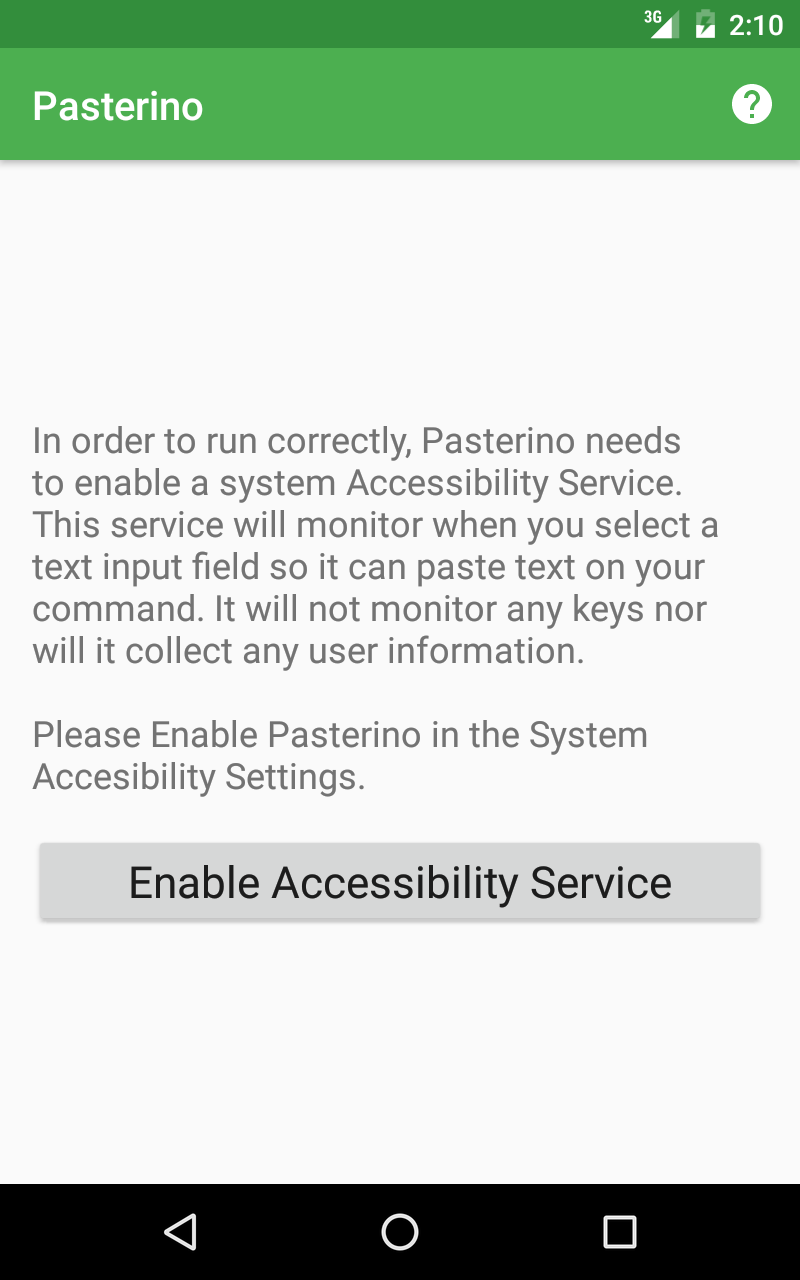 3G 2:10
Pasterino
In order to run correctly, Pasterino needs
to enable a system Accessibility Service.
This service will monitor when you select a
text input field so it can paste text on your
command. It will not monitor any keys nor
will it collect any user information.
Please Enable Pasterino in the System
Accesibility Settings.
Enable Accessibility Service